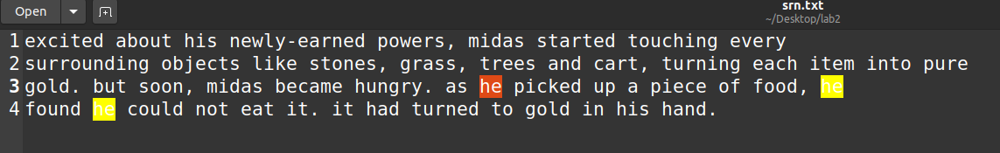 Open
srn.txt
~/Desktop/lab2
1 excited about his newly-earned powers, midas started touching every
2 surrounding objects like stones, grass, trees and cart, turning each item into pure
3 gold. but soon, midas became hungry. as he picked up a piece of food, he
4 found he could not eat it. it had turned to gold in his hand.